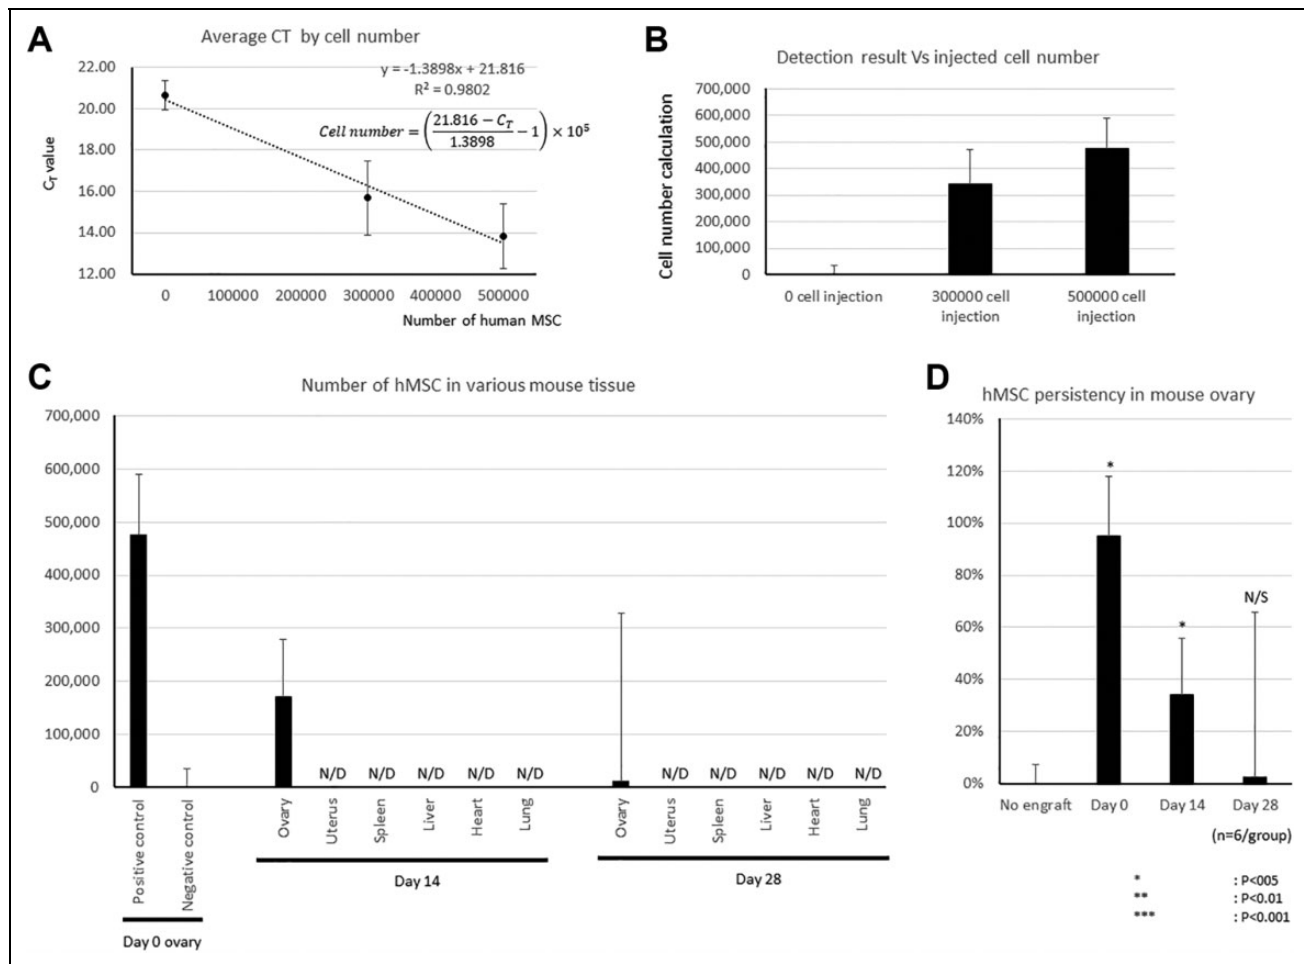 A
Average CT by cell number
y = -1.3898x + 21.816
R² = 0.9802
Cell number = ((21.816 − C_T)/1.3898 − 1) × 10⁵
22.00
20.00
18.00
16.00
14.00
12.00
C_T value
0 100000 200000 300000 400000 500000
Number of human MSC
B
Detection result Vs injected cell number
700,000
600,000
500,000
400,000
300,000
200,000
100,000
0
Cell number calculation
0 cell injection
300000 cell
injection
500000 cell
injection
C
Number of hMSC in various mouse tissue
700,000
600,000
500,000
400,000
300,000
200,000
100,000
0
N/D N/D N/D N/D N/D
N/D N/D N/D N/D N/D
Positive control
Negative control
Ovary
Uterus
Spleen
Liver
Heart
Lung
Ovary
Uterus
Spleen
Liver
Heart
Lung
Day 0 ovary
Day 14
Day 28
D
hMSC persistency in mouse ovary
140%
120%
100%
80%
60%
40%
20%
0%
*
*
N/S
No engraft Day 0 Day 14 Day 28
(n=6/group)
* : P<005
** : P<0.01
*** : P<0.001